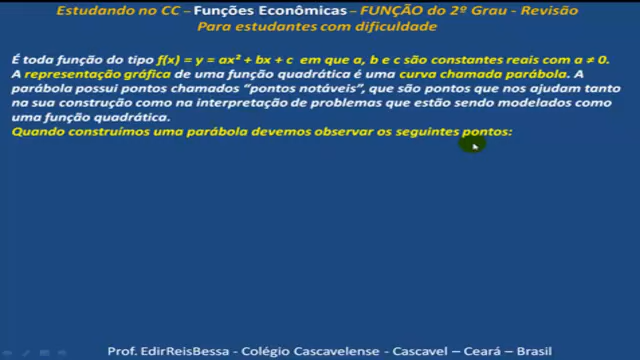 Estudando no CC – Funções Econômicas – FUNÇÃO do 2º Grau - Revisão
Para estudantes com dificuldade
É toda função do tipo f(x) = y = ax² + bx + c em que a, b e c são constantes reais com a ≠ 0.
A representação gráfica de uma função quadrática é uma curva chamada parábola. A
parábola possui pontos chamados “pontos notáveis”, que são pontos que nos ajudam tanto
na sua construção como na interpretação de problemas que estão sendo modelados como
uma função quadrática.
Quando construímos uma parábola devemos observar os seguintes pontos:
Prof. EdirReisBessa - Colégio Cascavelense - Cascavel – Ceará – Brasil